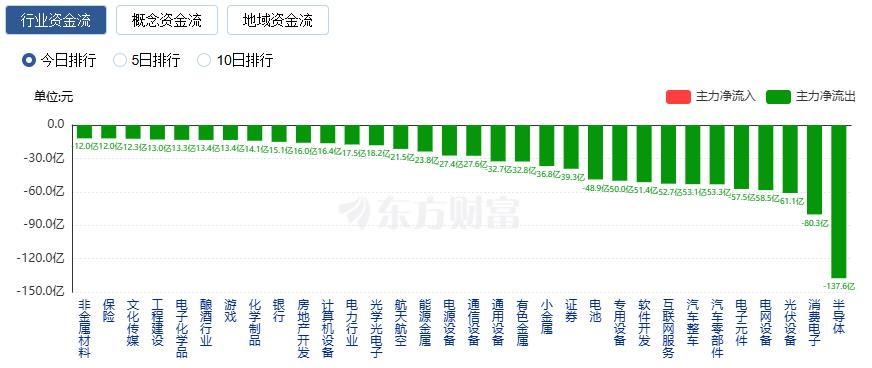 行业资金流 概念资金流 地域资金流
今日排行 5日排行 10日排行
单位:元 主力净流入 主力净流出
0.0
-30.0亿
-60.0亿
-90.0亿
-120.0亿
-150.0亿
-12.0亿 -12.0亿 -12.3亿 -13.0亿 -13.3亿 -13.4亿 -13.4亿 -14.1亿 -15.1亿 -16.0亿 -16.4亿 -17.5亿 -18.2亿 -21.5亿 -23.8亿 -27.4亿 -27.6亿 -32.7亿 -32.8亿 -36.8亿 -39.3亿 -48.9亿 -50.0亿 -51.4亿 -52.7亿 -53.1亿 -53.3亿 -57.5亿 -58.5亿 -61.1亿 -80.3亿 -137.6亿
东方财富
非金属材料
保险
文化传媒
工程建设
电子化学品
酿酒行业
游戏
化学制品
银行
房地产开发
计算机设备
电力行业
光学光电子
航天航空
能源金属
电源设备
通信设备
通用设备
有色金属
小金属
证券
电池
专用设备
软件开发
互联网服务
汽车整车
汽车零部件
电子元件
电网设备
光伏设备
消费电子
半导体